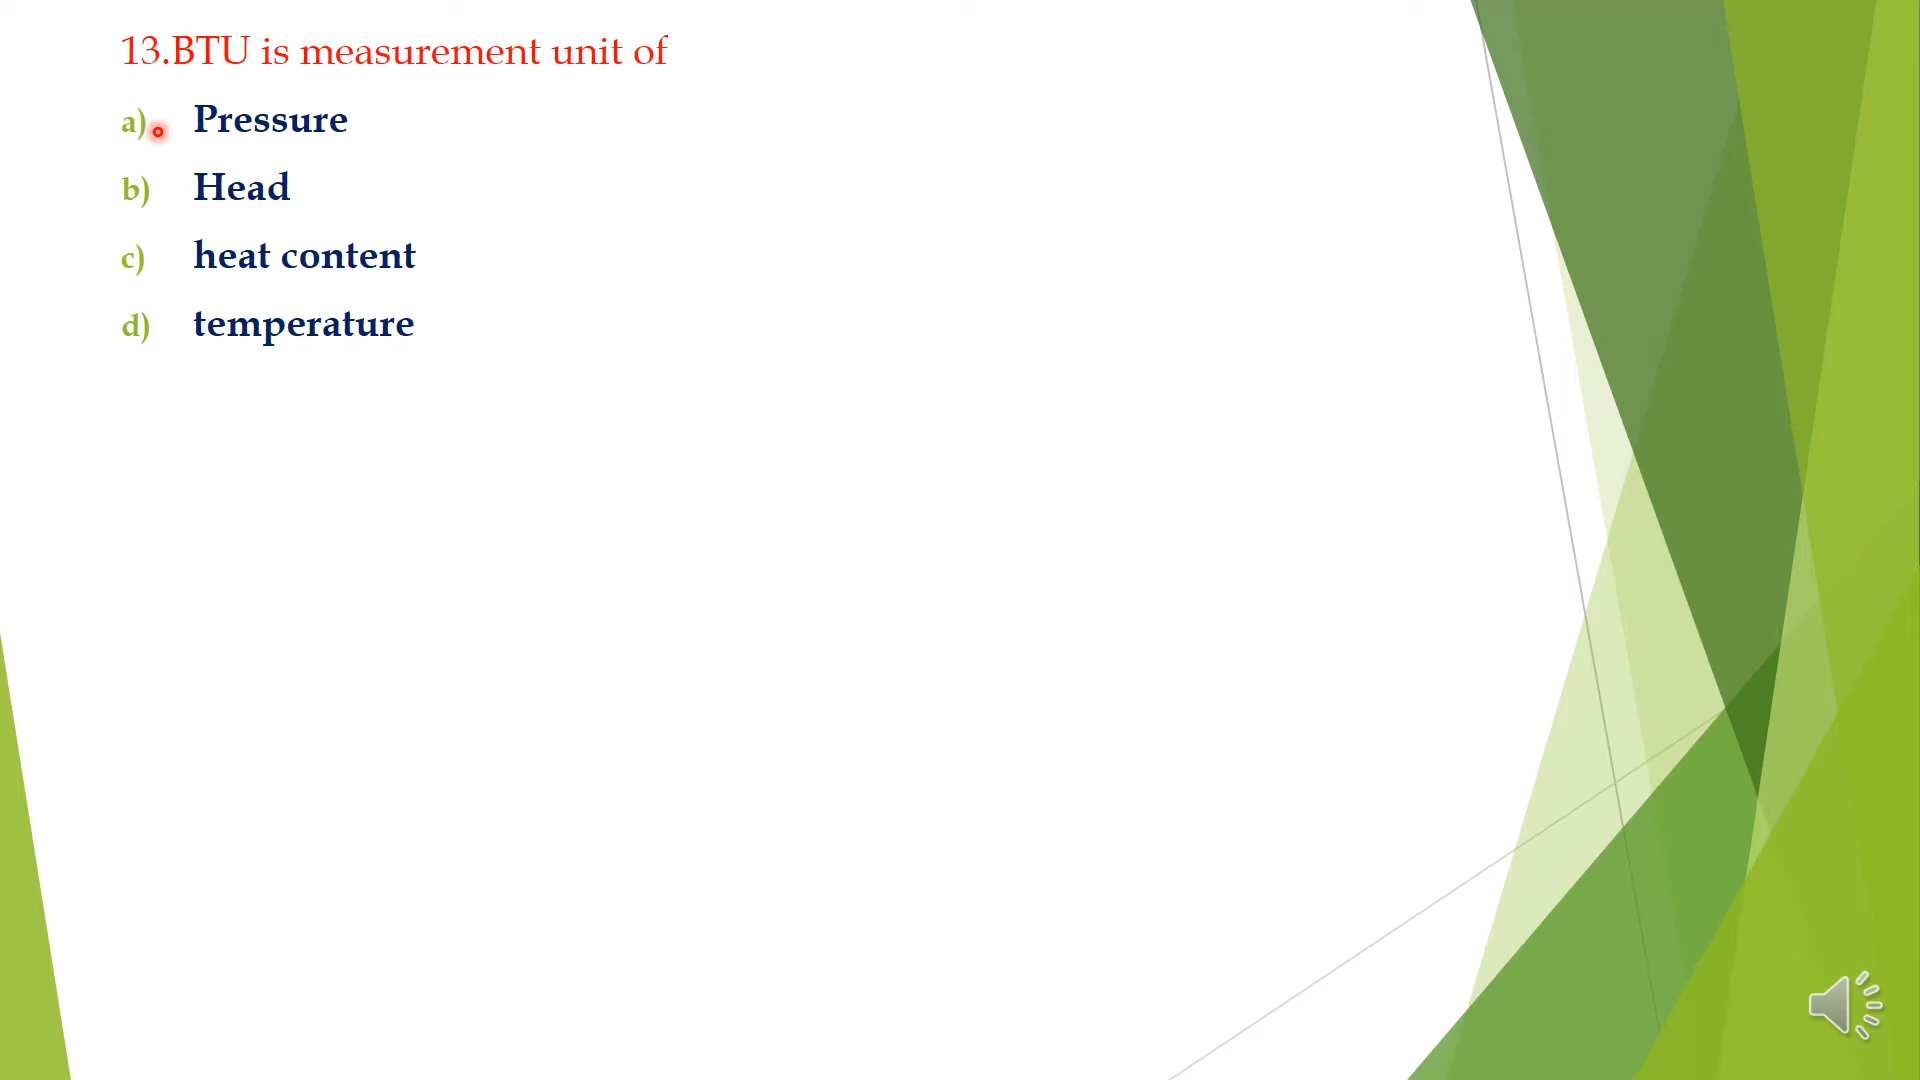 13.BTU is measurement unit of
a) Pressure
b) Head
c) heat content
d) temperature